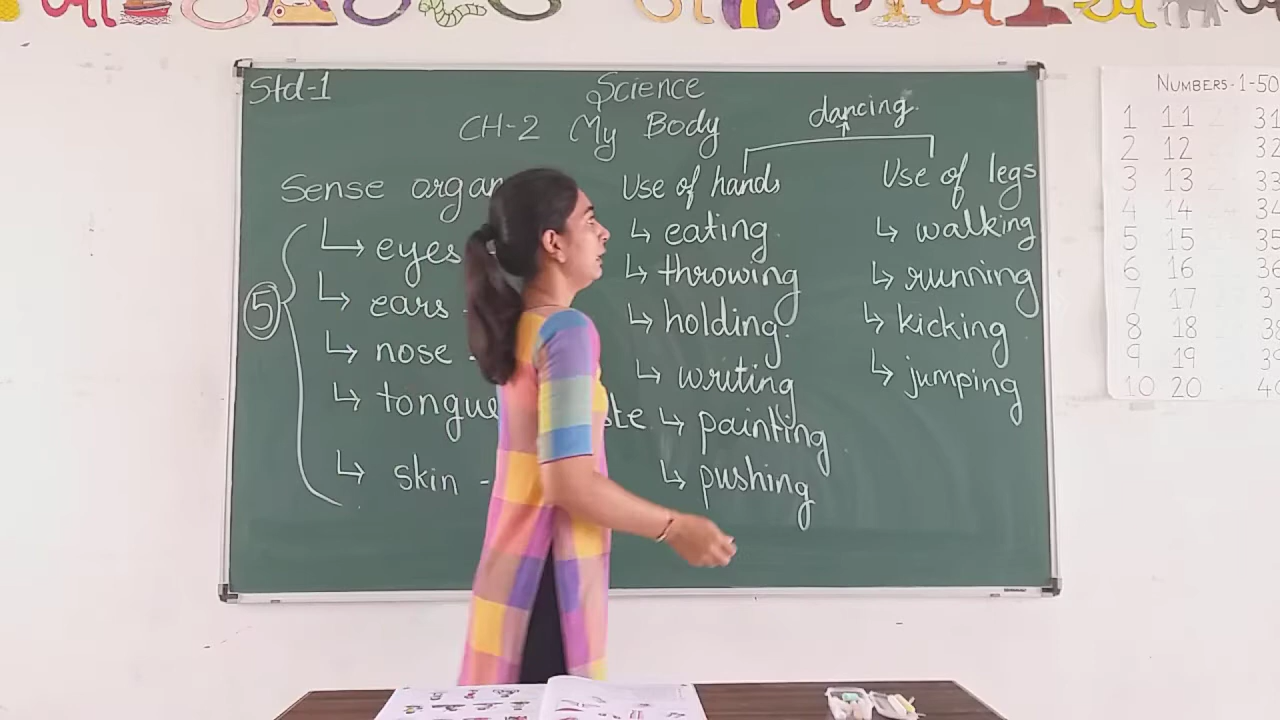 Std-1
Science
CH-2 My Body
dancing.
Sense organ
eyes
ears -
nose -
tongue
skin -
5
Use of hands
eating
throwing
holding.
writing
painting
pushing
Use of legs
walking
running
kicking
jumping
NUMBERS-1-50
1 11 31
2 12 32
3 13 33
4 14 34
5 15 35
6 16 36
7 17
8 18
9 19
10 20